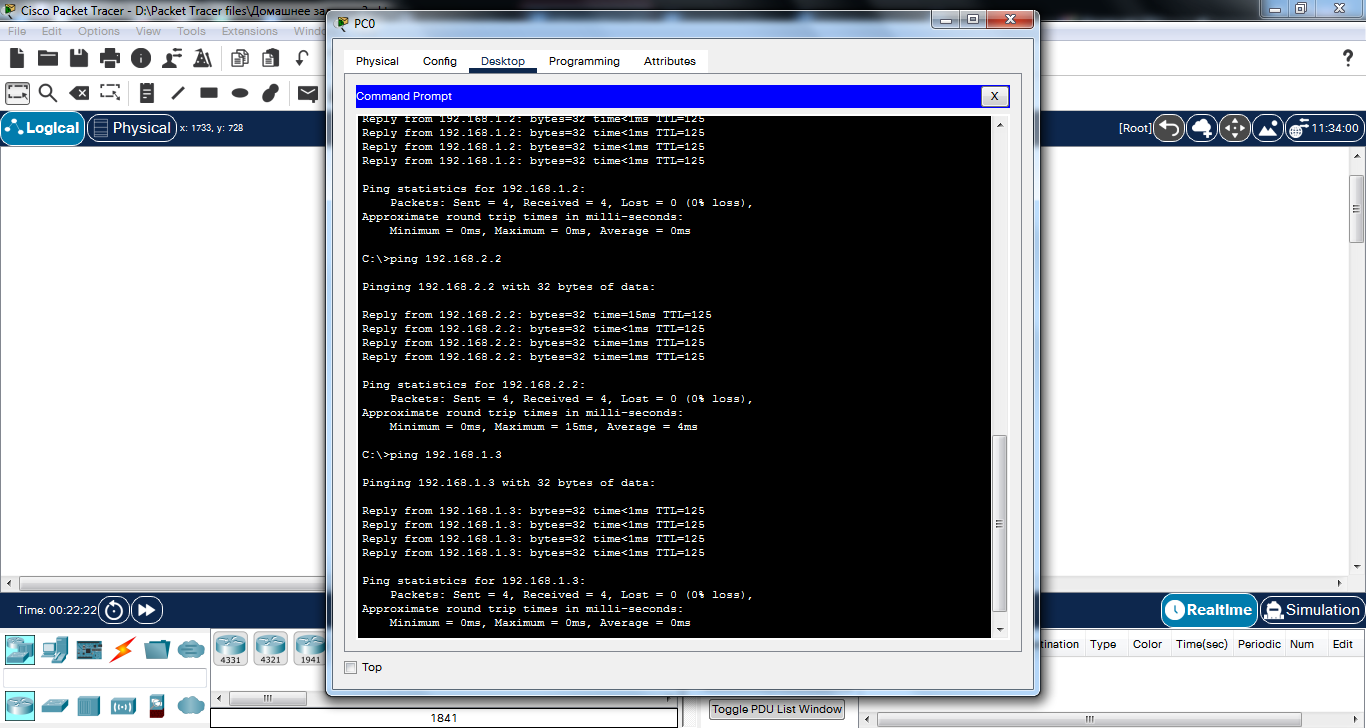 Cisco Packet Tracer - D:\Packet Tracer files\Домашнее за
PC0
File Edit Options View Tools Extensions
Physical Config Desktop Programming Attributes
?
Command Prompt
X
Logical Physical x: 1733, y: 728
[Root] 11:34:00
Reply from 192.168.1.2: bytes=32 time<1ms TTL=125
Reply from 192.168.1.2: bytes=32 time<1ms TTL=125
Reply from 192.168.1.2: bytes=32 time<1ms TTL=125
Reply from 192.168.1.2: bytes=32 time<1ms TTL=125
Ping statistics for 192.168.1.2:
Packets: Sent = 4, Received = 4, Lost = 0 (0% loss),
Approximate round trip times in milli-seconds:
Minimum = 0ms, Maximum = 0ms, Average = 0ms
C:\>ping 192.168.2.2
Pinging 192.168.2.2 with 32 bytes of data:
Reply from 192.168.2.2: bytes=32 time=15ms TTL=125
Reply from 192.168.2.2: bytes=32 time<1ms TTL=125
Reply from 192.168.2.2: bytes=32 time=1ms TTL=125
Reply from 192.168.2.2: bytes=32 time=1ms TTL=125
Ping statistics for 192.168.2.2:
Packets: Sent = 4, Received = 4, Lost = 0 (0% loss),
Approximate round trip times in milli-seconds:
Minimum = 0ms, Maximum = 15ms, Average = 4ms
C:\>ping 192.168.1.3
Pinging 192.168.1.3 with 32 bytes of data:
Reply from 192.168.1.3: bytes=32 time<1ms TTL=125
Reply from 192.168.1.3: bytes=32 time<1ms TTL=125
Reply from 192.168.1.3: bytes=32 time<1ms TTL=125
Reply from 192.168.1.3: bytes=32 time<1ms TTL=125
Ping statistics for 192.168.1.3:
Packets: Sent = 4, Received = 4, Lost = 0 (0% loss),
Approximate round trip times in milli-seconds:
Minimum = 0ms, Maximum = 0ms, Average = 0ms
Top
Time: 00:22:22
Realtime Simulation
4331 4321 1941
tination Type Color Time(sec) Periodic Num Edit
1841
Toggle PDU List Window